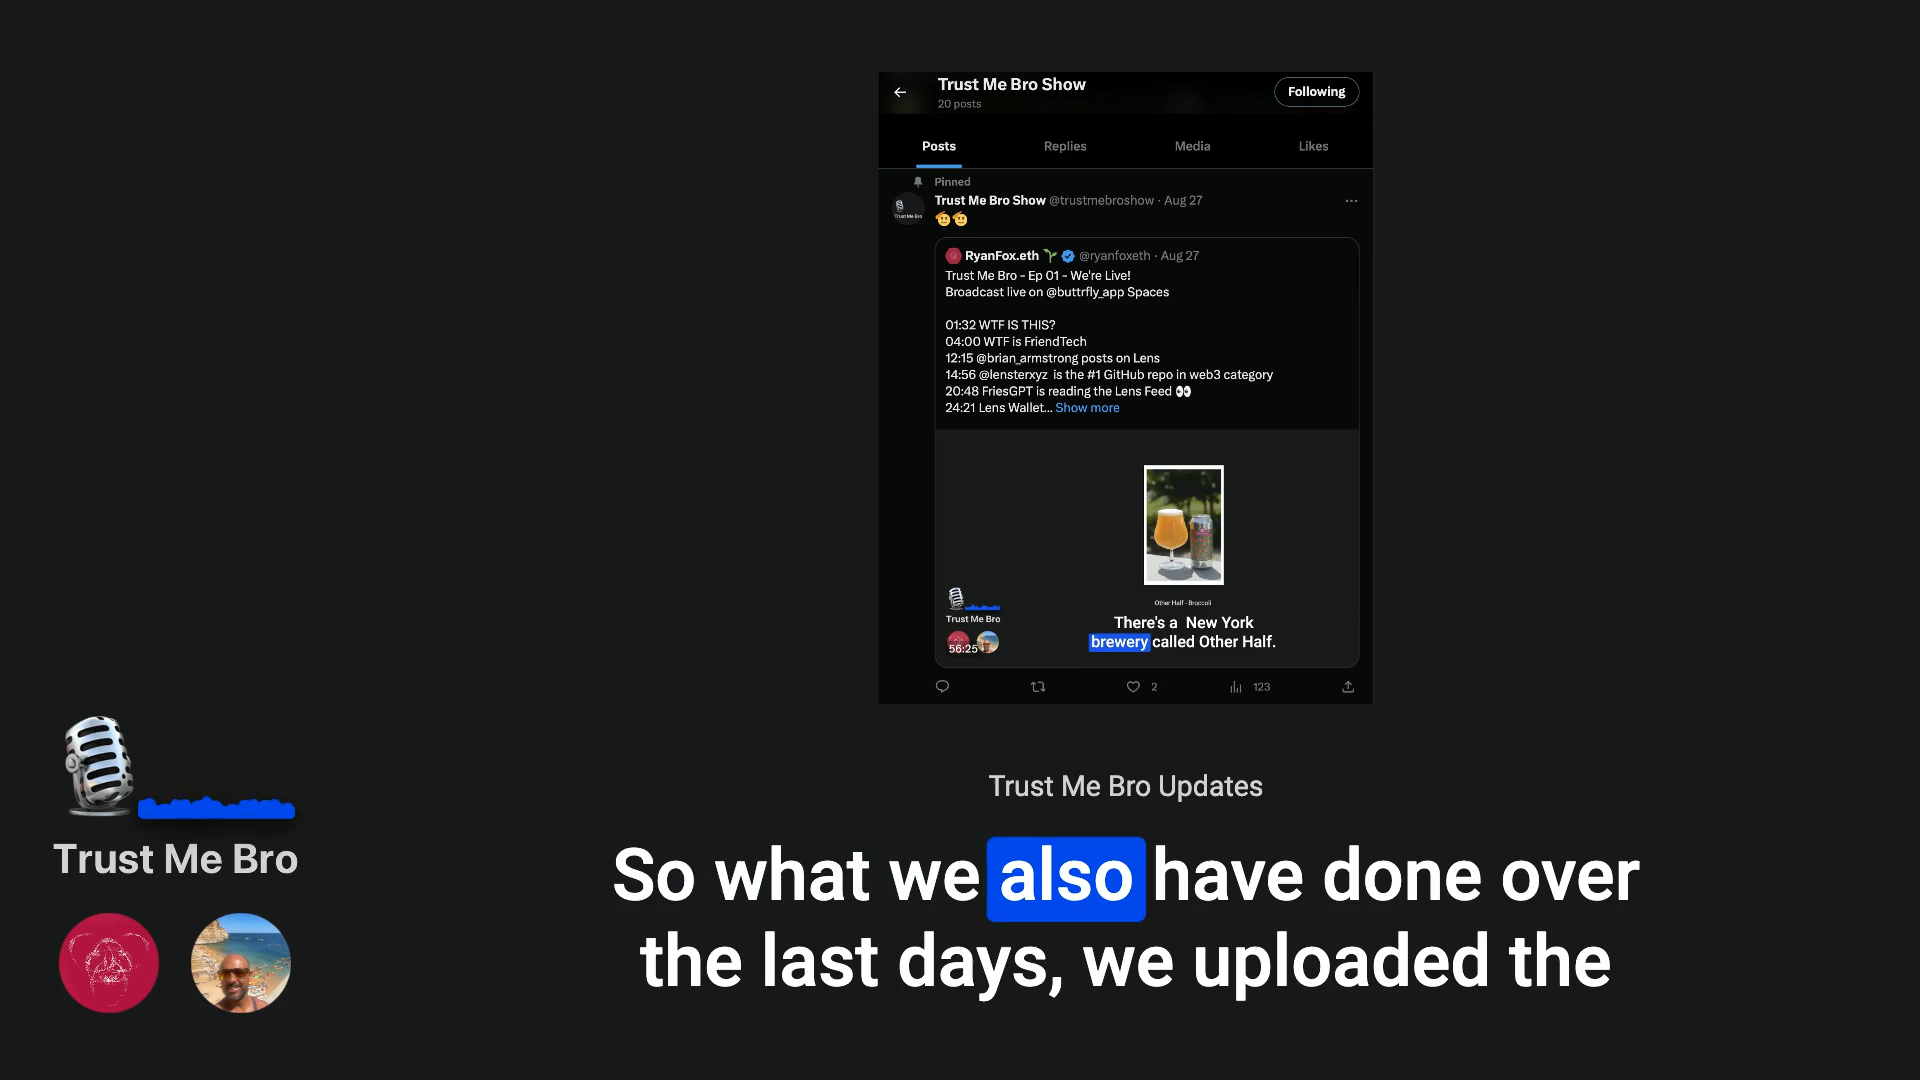 Trust Me Bro Show
20 posts
Following
Posts
Replies
Media
Likes
Pinned
Trust Me Bro Show @trustmebroshow · Aug 27
Trust Me Bro
RyanFox.eth @ryanfoxeth · Aug 27
Trust Me Bro - Ep 01 - We're Live!
Broadcast live on @buttrfly_app Spaces
01:32 WTF IS THIS?
04:00 WTF is FriendTech
12:15 @brian_armstrong posts on Lens
14:56 @lensterxyz is the #1 GitHub repo in web3 category
20:48 FriesGPT is reading the Lens Feed 👀
24:21 Lens Wallet... Show more
Other Half - Broccoli
There's a New York
brewery called Other Half.
Trust Me Bro
56:25
2
123
Trust Me Bro Updates
So what we also have done over
the last days, we uploaded the
Trust Me Bro